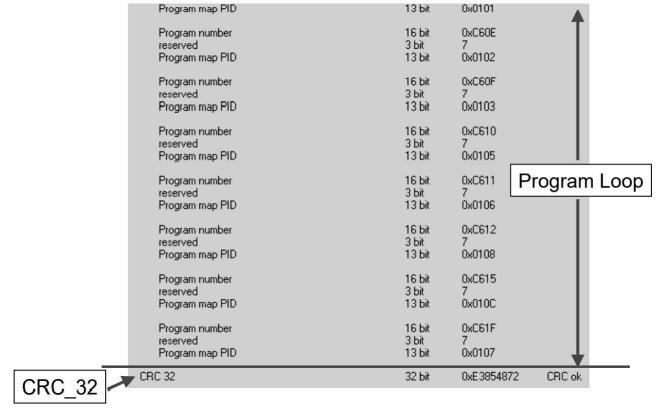 Program map PID 13 bit 0x0101
Program number 16 bit 0xC60E
reserved 3 bit 7
Program map PID 13 bit 0x0102
Program number 16 bit 0xC60F
reserved 3 bit 7
Program map PID 13 bit 0x0103
Program number 16 bit 0xC610
reserved 3 bit 7
Program map PID 13 bit 0x0105
Program number 16 bit 0xC611
reserved 3 bit 7
Program Loop
Program map PID 13 bit 0x0106
Program number 16 bit 0xC612
reserved 3 bit 7
Program map PID 13 bit 0x0108
Program number 16 bit 0xC615
reserved 3 bit 7
Program map PID 13 bit 0x010C
Program number 16 bit 0xC61F
reserved 3 bit 7
Program map PID 13 bit 0x0107
CRC 32 32 bit 0xE3854872 CRC ok
CRC_32